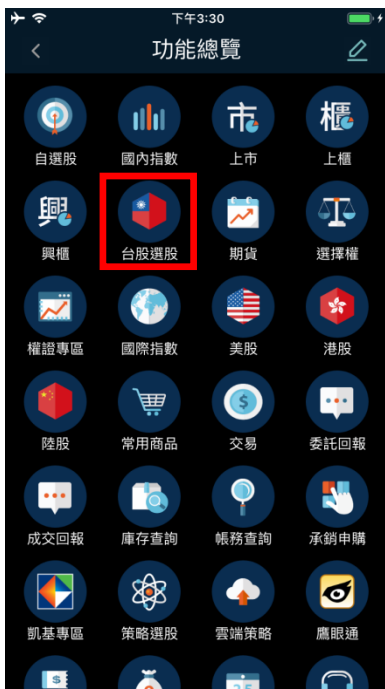 下午3:30
功能總覽
市 櫃
自選股 國內指數 上市 上櫃
興
興櫃 台股選股 期貨 選擇權
權證專區 國際指數 美股 港股
$
陸股 常用商品 交易 委託回報
成交回報 庫存查詢 帳務查詢 承銷申購
凱基專區 策略選股 雲端策略 鷹眼通
$